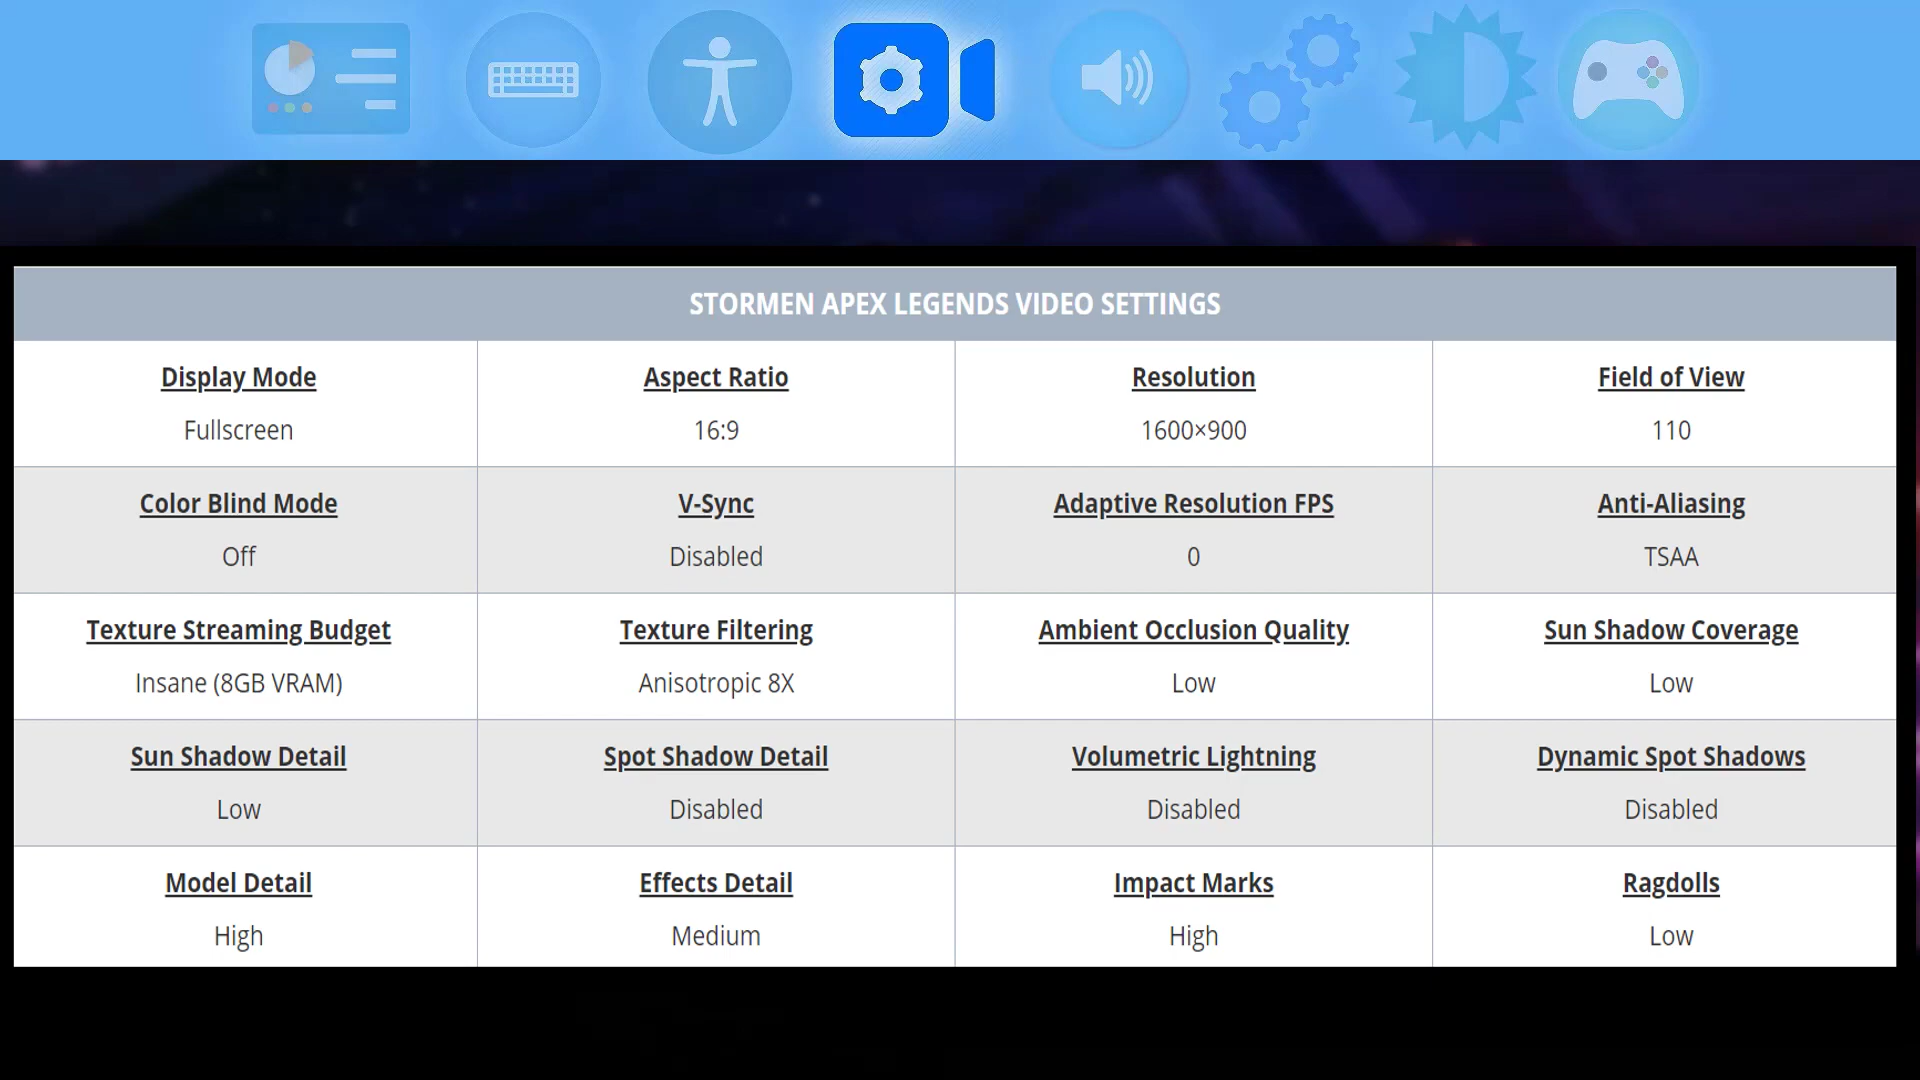 STORMEN APEX LEGENDS VIDEO SETTINGS
Display Mode
Fullscreen
Aspect Ratio
16:9
Resolution
1600×900
Field of View
110
Color Blind Mode
Off
V-Sync
Disabled
Adaptive Resolution FPS
0
Anti-Aliasing
TSAA
Texture Streaming Budget
Insane (8GB VRAM)
Texture Filtering
Anisotropic 8X
Ambient Occlusion Quality
Low
Sun Shadow Coverage
Low
Sun Shadow Detail
Low
Spot Shadow Detail
Disabled
Volumetric Lightning
Disabled
Dynamic Spot Shadows
Disabled
Model Detail
High
Effects Detail
Medium
Impact Marks
High
Ragdolls
Low